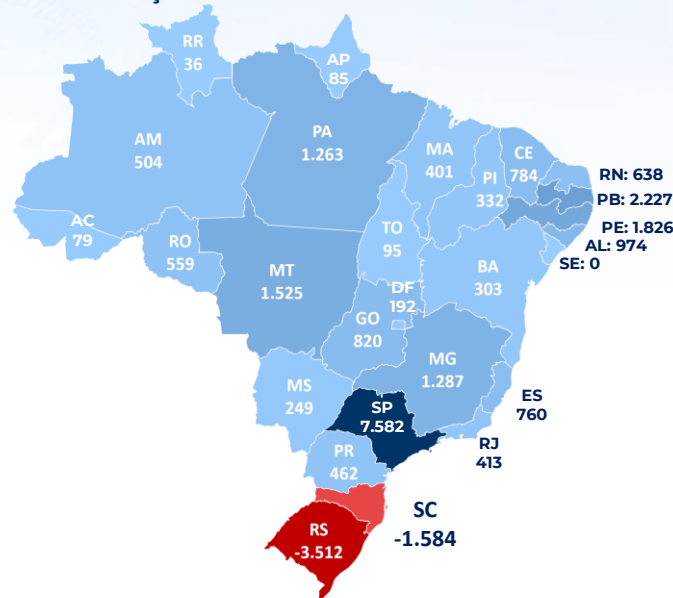 RR
36
AP
85
AM
504
PA
1.263
MA
401
CE
784
PI
332
RN: 638
PB: 2.227
PE: 1.826
AL: 974
SE: 0
AC
79
RO
559
TO
95
MT
1.525
BA
303
DF
192
GO
820
MG
1.287
MS
249
SP
7.582
ES
760
RJ
413
PR
462
SC
-1.584
RS
-3.512